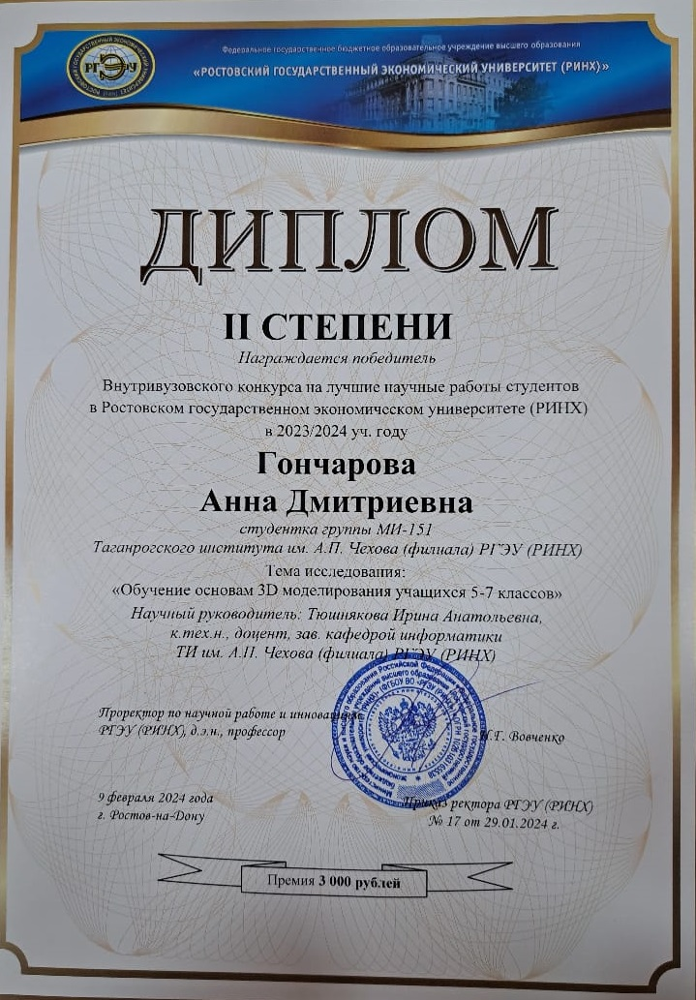 Федеральное государственное бюджетное образовательное учреждение высшего образования
«РОСТОВСКИЙ ГОСУДАРСТВЕННЫЙ ЭКОНОМИЧЕСКИЙ УНИВЕРСИТЕТ (РИНХ)»
РГЭУ
ДИПЛОМ
II СТЕПЕНИ
Награждается победитель
Внутривузовского конкурса на лучшие научные работы студентов
в Ростовском государственном экономическом университете (РИНХ)
в 2023/2024 уч. году
Гончарова
Анна Дмитриевна
студентка группы МИ-151
Таганрогского института им. А.П. Чехова (филиала) РГЭУ (РИНХ)
Тема исследования:
«Обучение основам 3D моделирования учащихся 5-7 классов»
Научный руководитель: Тюшнякова Ирина Анатольевна,
к.тех.н., доцент, зав. кафедрой информатики
ТИ им. А.П. Чехова (филиала) РГЭУ (РИНХ)
Проректор по научной работе и инновациям
РГЭУ (РИНХ), д.э.н., профессор
Н.Г. Вовченко
9 февраля 2024 года
г. Ростов-на-Дону
Приказ ректора РГЭУ (РИНХ)
№ 17 от 29.01.2024 г.
Премия 3 000 рублей